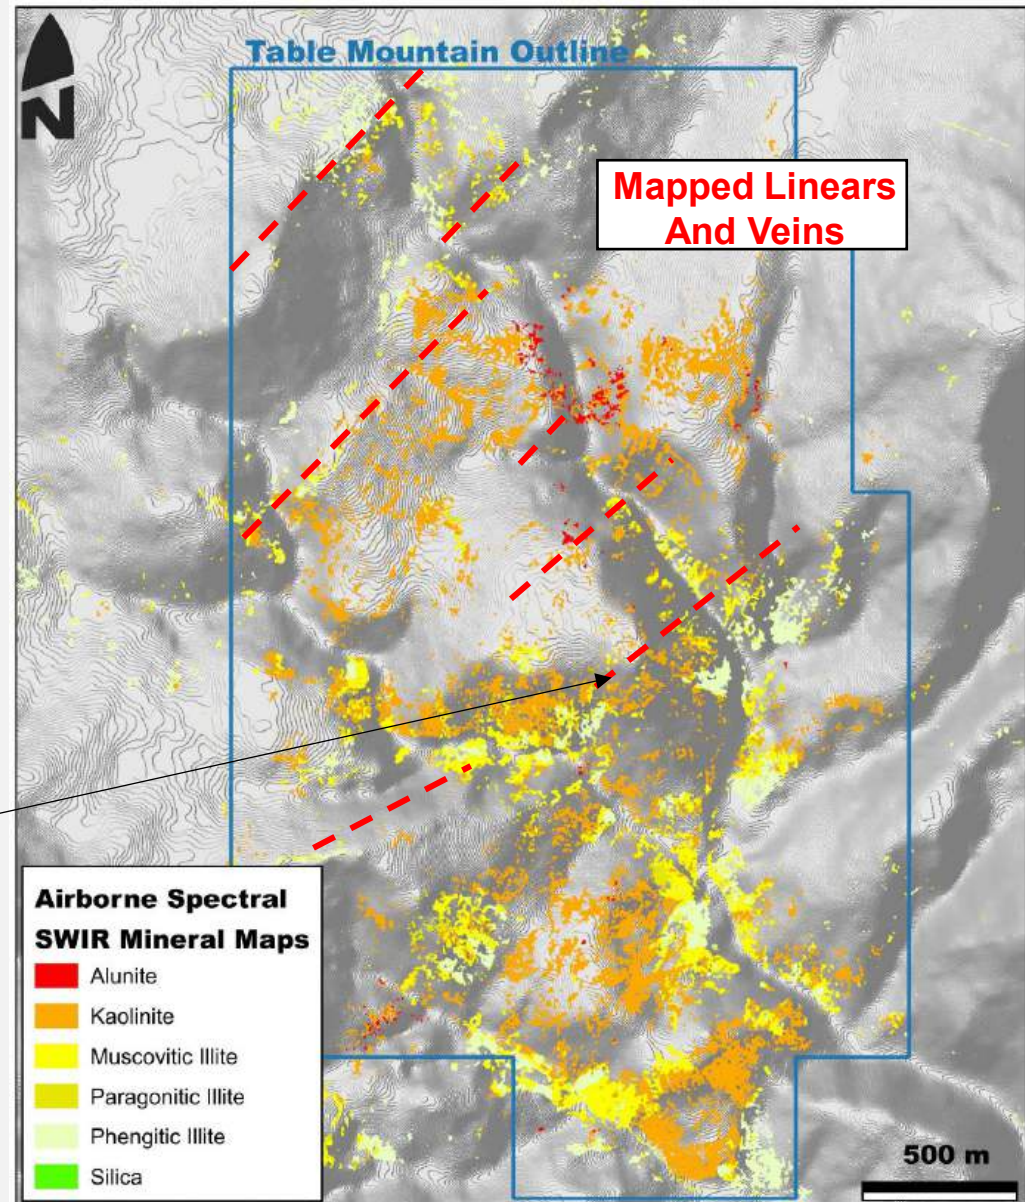 Table Mountain Outline
N
Mapped Linears
And Veins
Airborne Spectral
SWIR Mineral Maps
Alunite
Kaolinite
Muscovitic Illite
Paragonitic Illite
Phengitic Illite
Silica
500 m